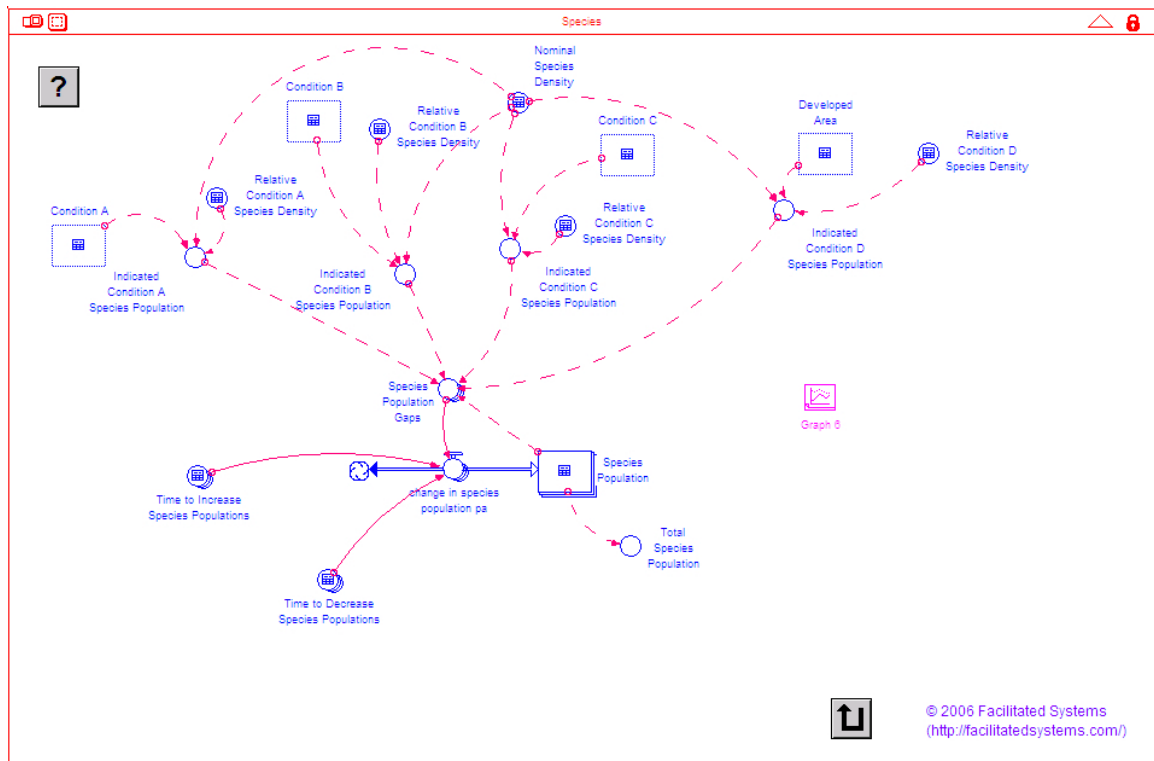 Species
?
Nominal
Species
Density
Condition B
Relative
Condition B
Species Density
Condition C
Developed
Area
Relative
Condition D
Species Density
Relative
Condition A
Species Density
Condition A
Relative
Condition C
Species Density
Indicated
Condition A
Species Population
Indicated
Condition B
Species Population
Indicated
Condition C
Species Population
Indicated
Condition D
Species Population
Species
Population
Gaps
Graph 6
Species
Population
change in species
population pa
Time to Increase
Species Populations
Total
Species
Population
Time to Decrease
Species Populations
© 2006 Facilitated Systems
(http://facilitatedsystems.com/)